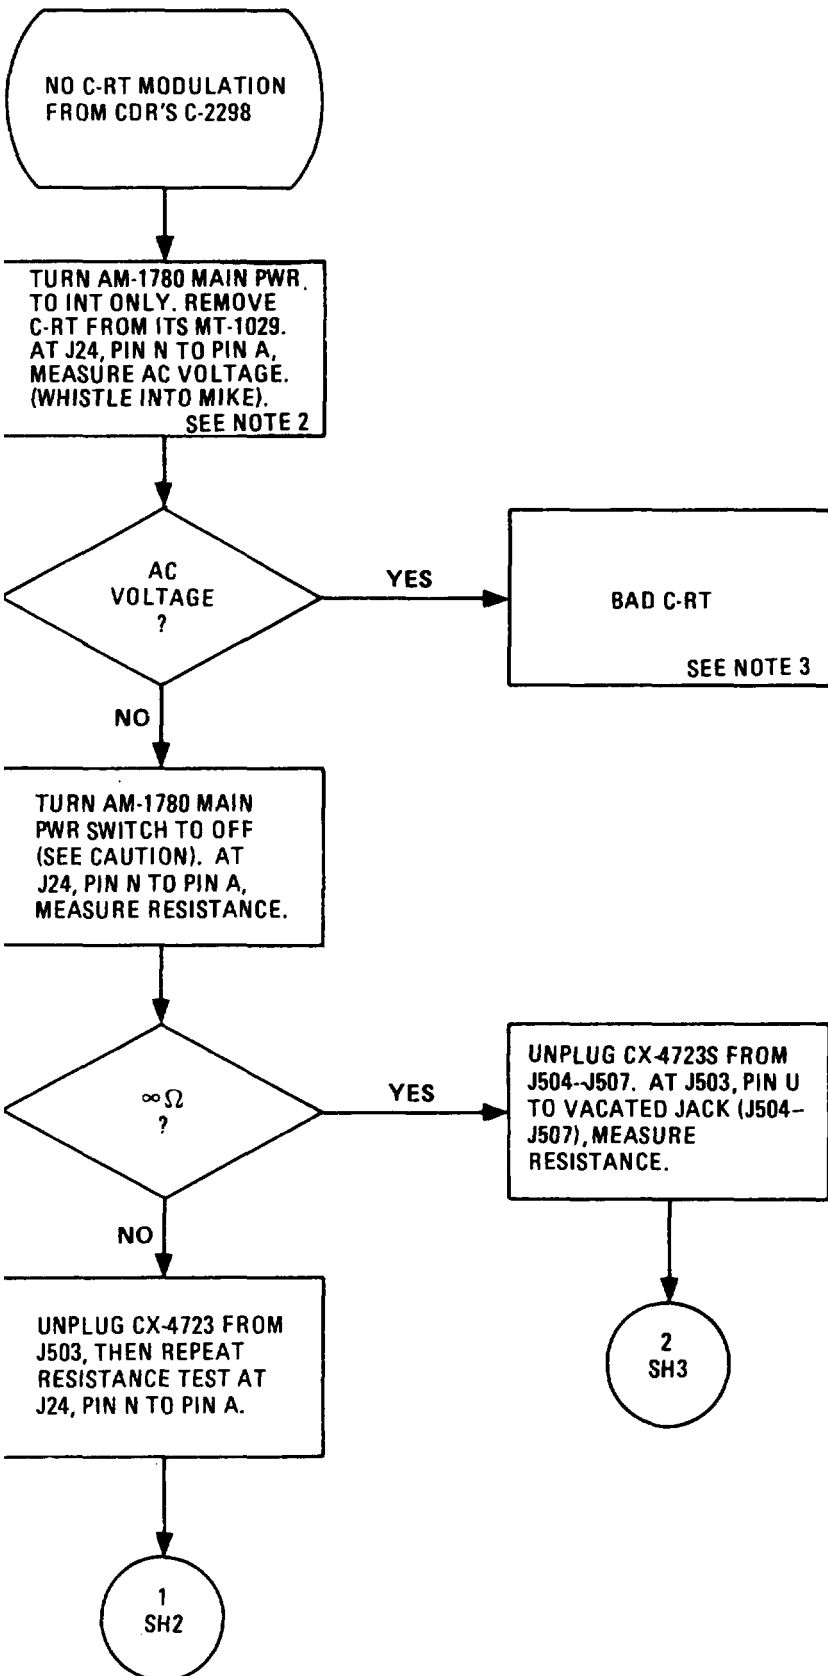 NO C-RT MODULATION
FROM CDR'S C-2298
TURN AM-1780 MAIN PWR
TO INT ONLY. REMOVE
C-RT FROM ITS MT-1029.
AT J24, PIN N TO PIN A,
MEASURE AC VOLTAGE.
(WHISTLE INTO MIKE).
SEE NOTE 2
AC
VOLTAGE
?
YES
BAD C-RT
SEE NOTE 3
NO
TURN AM-1780 MAIN
PWR SWITCH TO OFF
(SEE CAUTION). AT
J24, PIN N TO PIN A,
MEASURE RESISTANCE.
∞Ω
?
YES
UNPLUG CX-4723S FROM
J504–J507. AT J503, PIN U
TO VACATED JACK (J504–
J507), MEASURE
RESISTANCE.
NO
UNPLUG CX-4723 FROM
J503, THEN REPEAT
RESISTANCE TEST AT
J24, PIN N TO PIN A.
2
SH3
1
SH2